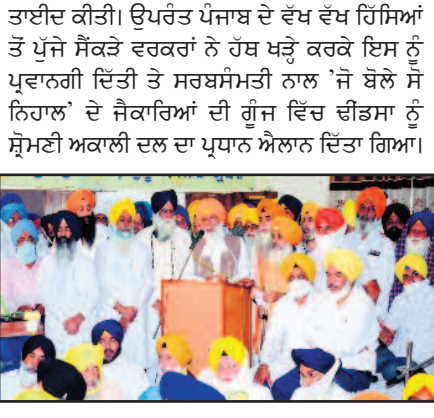 ਤਾਈਦ ਕੀਤੀ। ਉਪਰੰਤ ਪੰਜਾਬ ਦੇ ਵੱਖ ਵੱਖ ਹਿੱਸਿਆਂ
ਤੋਂ ਪੁੱਜੇ ਸੈਂਕੜੇ ਵਰਕਰਾਂ ਨੇ ਹੱਥ ਖੜ੍ਹੇ ਕਰਕੇ ਇਸ ਨੂੰ
ਪ੍ਰਵਾਨਗੀ ਦਿੱਤੀ ਤੇ ਸਰਬਸੰਮਤੀ ਨਾਲ 'ਜੋ ਬੋਲੇ ਸੋ
ਨਿਹਾਲ' ਦੇ ਜੈਕਾਰਿਆਂ ਦੀ ਗੂੰਜ ਵਿੱਚ ਢੀਂਡਸਾ ਨੂੰ
ਸ਼੍ਰੋਮਣੀ ਅਕਾਲੀ ਦਲ ਦਾ ਪ੍ਰਧਾਨ ਐਲਾਨ ਦਿੱਤਾ ਗਿਆ।